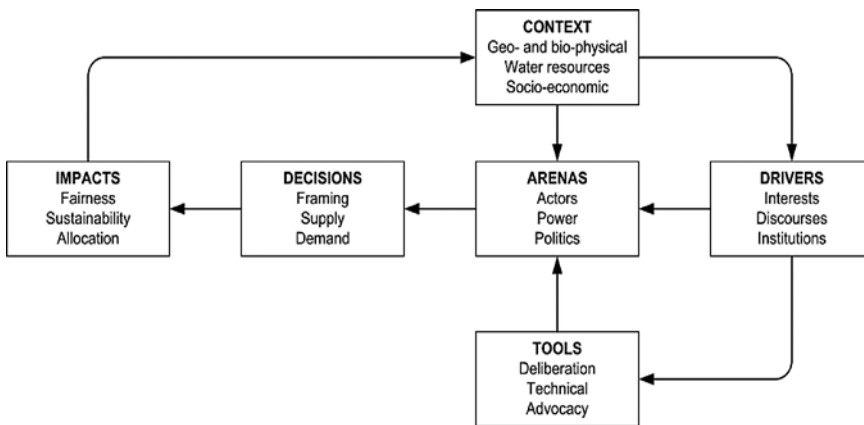 CONTEXT
Geo- and bio-physical
Water resources
Socio-economic
IMPACTS
Fairness
Sustainability
Allocation
DECISIONS
Framing
Supply
Demand
ARENAS
Actors
Power
Politics
DRIVERS
Interests
Discourses
Institutions
TOOLS
Deliberation
Technical
Advocacy